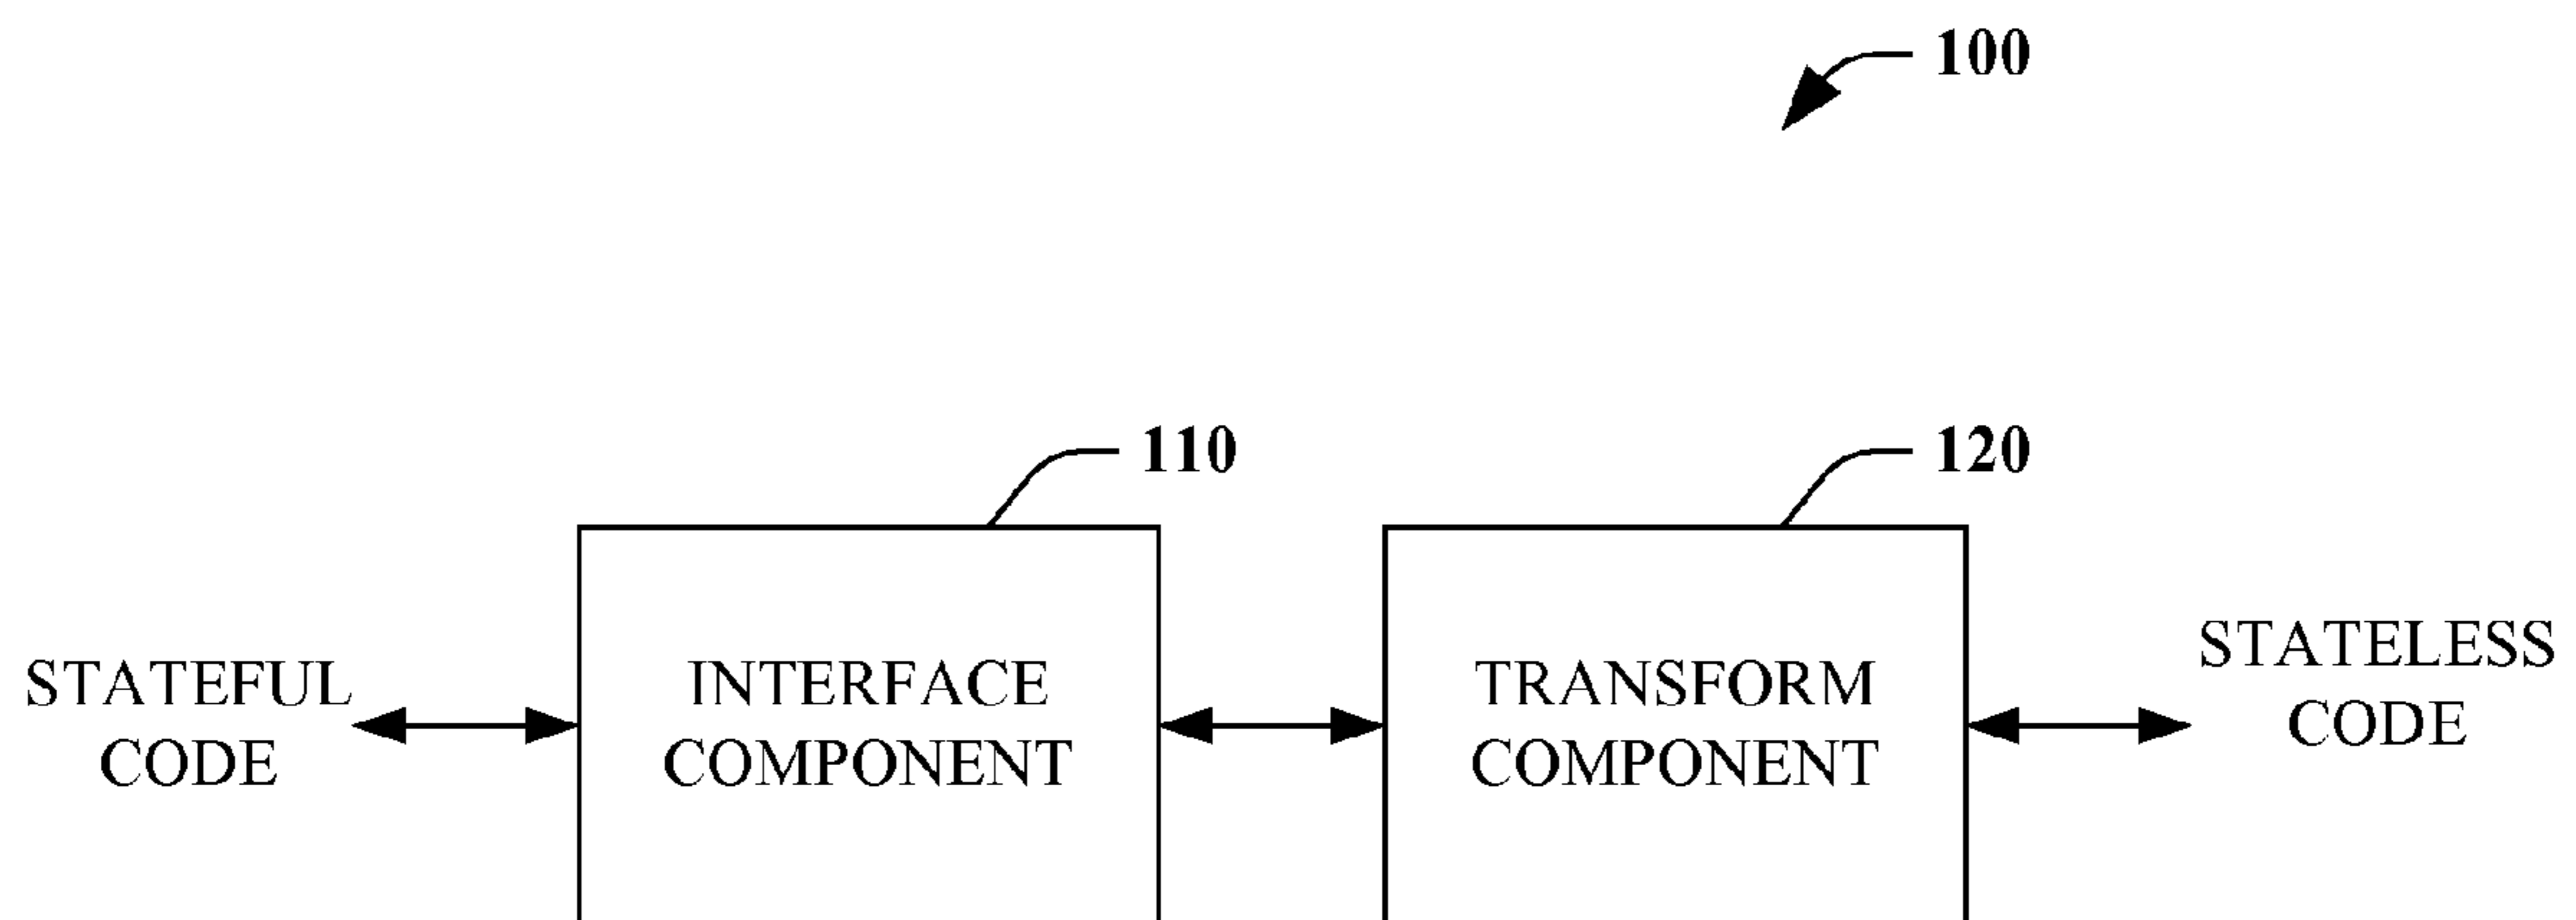 100
110
120
STATEFUL
CODE
INTERFACE
COMPONENT
TRANSFORM
COMPONENT
STATELESS
CODE